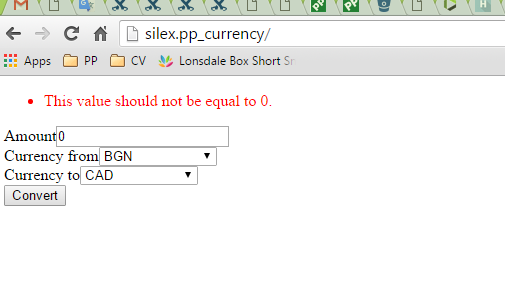 silex.pp_currency/
Apps PP CV Lonsdale Box Short
This value should not be equal to 0.
Amount 0
Currency from BGN
Currency to CAD
Convert